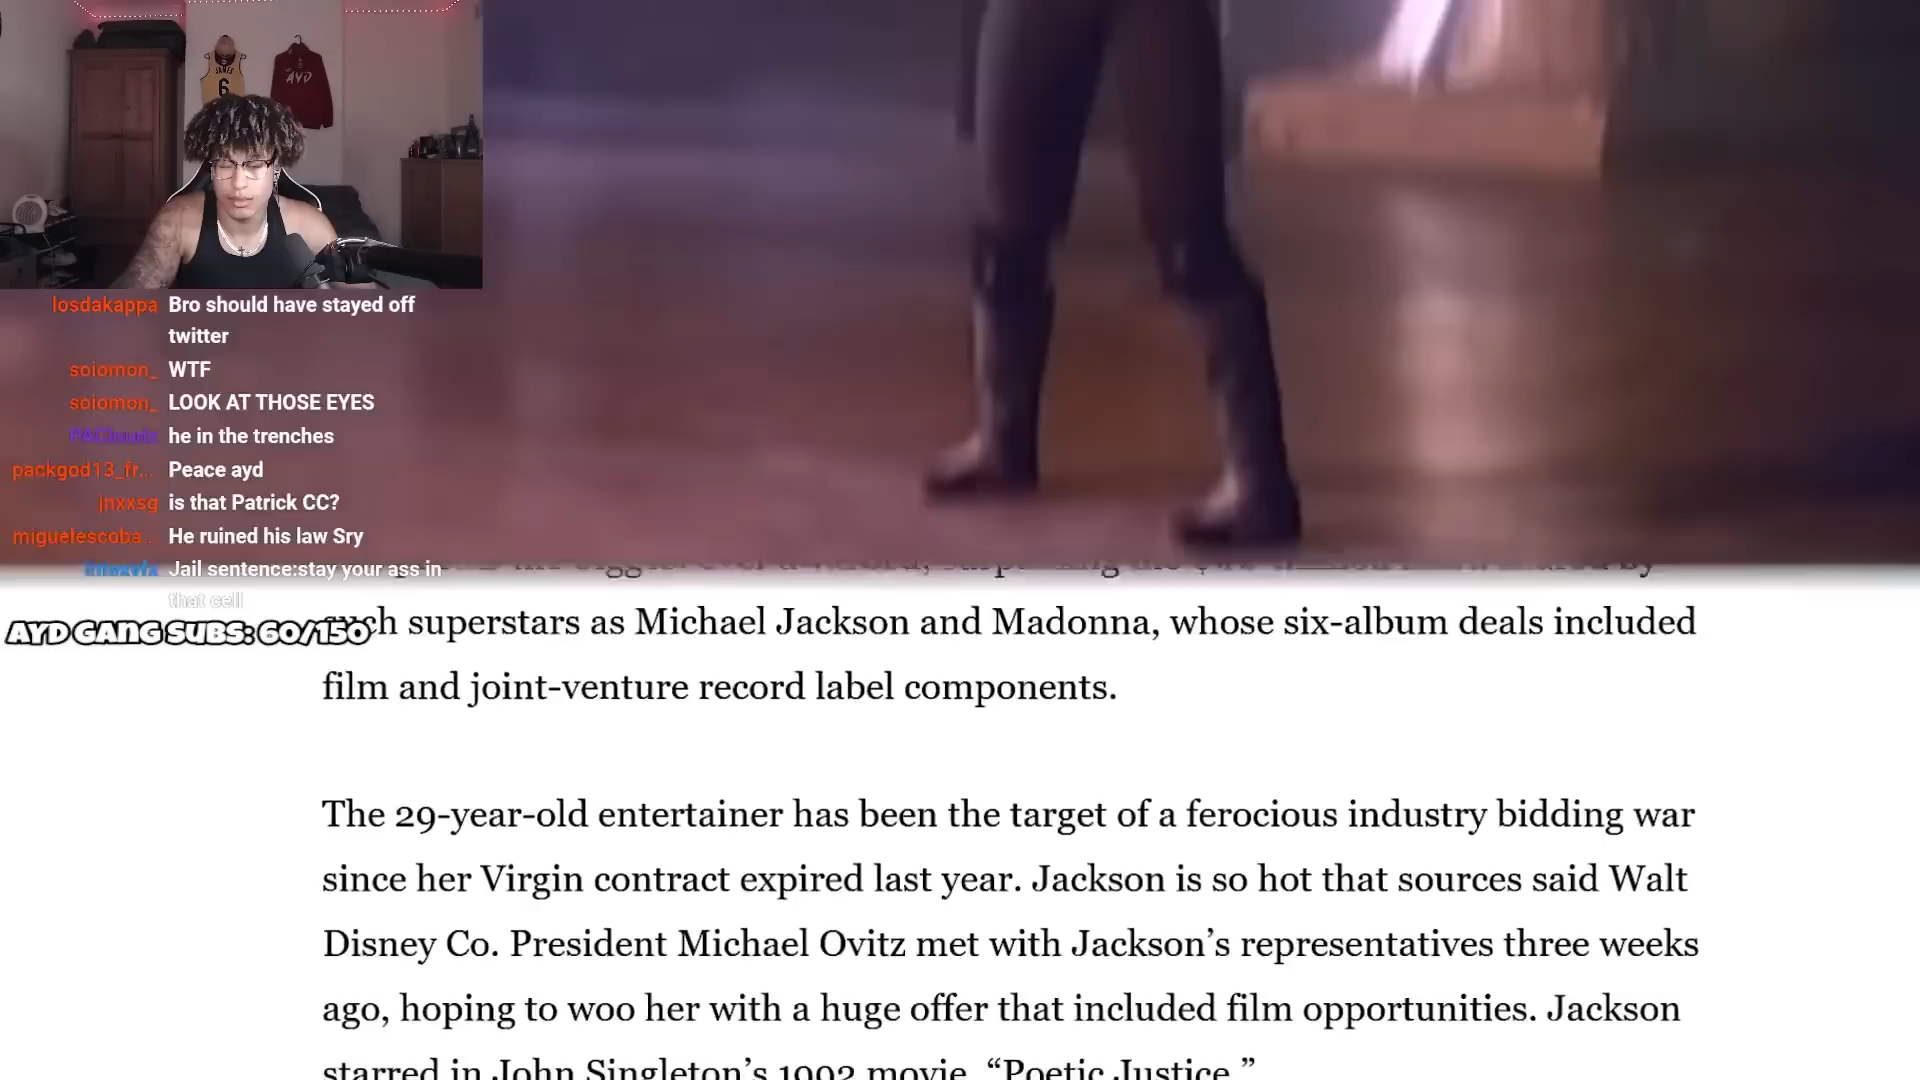 JAMES
6
AYD
losdakappa Bro should have stayed off
twitter
soiomon_ WTF
soiomon_ LOOK AT THOSE EYES
he in the trenches
packgod13_fr... Peace ayd
jnxxsg is that Patrick CC?
miguelescoba... He ruined his law Sry
Jail sentence:stay your ass in
that cell
AYD GANG SUBS: 60/150
superstars as Michael Jackson and Madonna, whose six-album deals included
film and joint-venture record label components.
The 29-year-old entertainer has been the target of a ferocious industry bidding war
since her Virgin contract expired last year. Jackson is so hot that sources said Walt
Disney Co. President Michael Ovitz met with Jackson’s representatives three weeks
ago, hoping to woo her with a huge offer that included film opportunities. Jackson
starred in John Singleton’s 1992 movie, “Poetic Justice.”